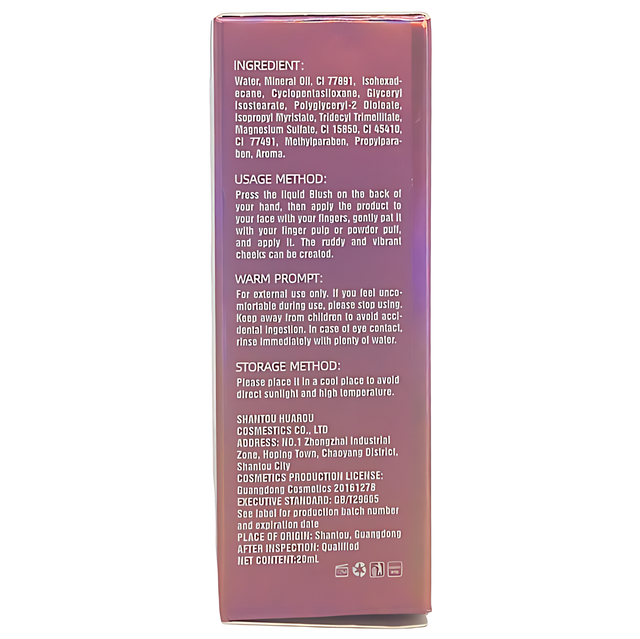 INGREDIENT:
Water, Mineral Oil, CI 77891, Isohexad-
ecane, Cyclopentasiloxane, Glyceryl
Isostearate, Polyglyceryl-2 Dioleate,
Isopropyl Myristate, Tridecyl Trimellitate,
Magnesium Sulfate, CI 15850, CI 45410,
CI 77491, Methylparaben, Propylpara-
ben, Aroma.
USAGE METHOD:
Press the liquid Blush on the back of
your hand, then apply the product to
your face with your fingers, gently pat it
with your finger pulp or powder puff,
and apply it. The ruddy and vibrant
cheeks can be created.
WARM PROMPT:
For external use only. If you feel unco-
mfortable during use, please stop using.
Keep away from children to avoid acci-
dental ingestion. In case of eye contact,
rinse immediately with plenty of water.
STORAGE METHOD:
Please place it in a cool place to avoid
direct sunlight and high temperature.
SHANTOU HUAROU
COSMETICS CO., LTD
ADDRESS: NO.1 Zhongzhai Industrial
Zone, Heping Town, Chaoyang District,
Shantou City
COSMETICS PRODUCTION LICENSE:
Guangdong Cosmetics 20161278
EXECUTIVE STANDARD: GB/T29665
See label for production batch number
and expiration date
PLACE OF ORIGIN: Shantou, Guangdong
AFTER INSPECTION: Qualified
NET CONTENT:20mL